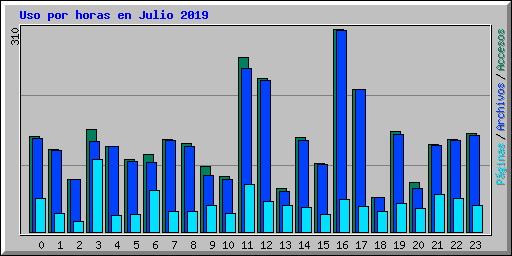 Uso por horas en Julio 2019
310
Páginas / Archivos / Accesos
0 1 2 3 4 5 6 7 8 9 10 11 12 13 14 15 16 17 18 19 20 21 22 23